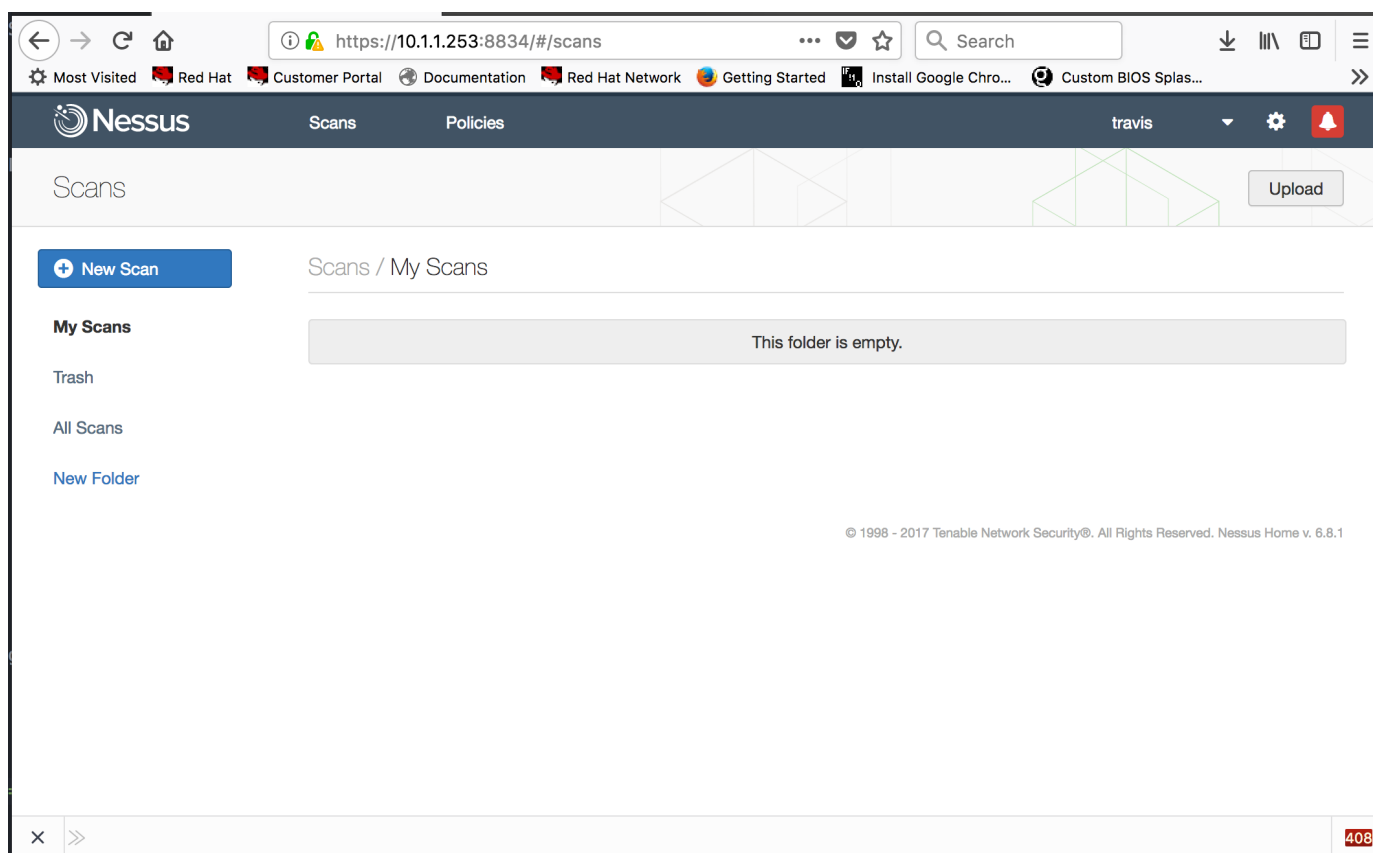 https://10.1.1.253:8834/#/scans
Search
Most Visited Red Hat Customer Portal Documentation Red Hat Network Getting Started Install Google Chro... Custom BIOS Splas...
Nessus Scans Policies travis
Scans Upload
New Scan Scans / My Scans
My Scans
This folder is empty.
Trash
All Scans
New Folder
© 1998 - 2017 Tenable Network Security®. All Rights Reserved. Nessus Home v. 6.8.1
408